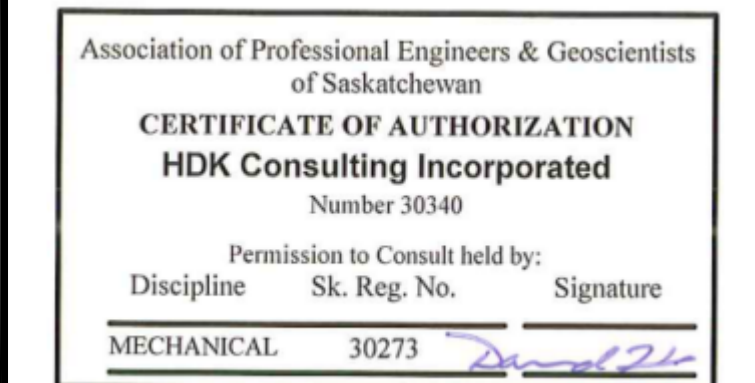 Association of Professional Engineers & Geoscientists
of Saskatchewan
CERTIFICATE OF AUTHORIZATION
HDK Consulting Incorporated
Number 30340
Permission to Consult held by:
Discipline Sk. Reg. No. Signature
MECHANICAL 30273